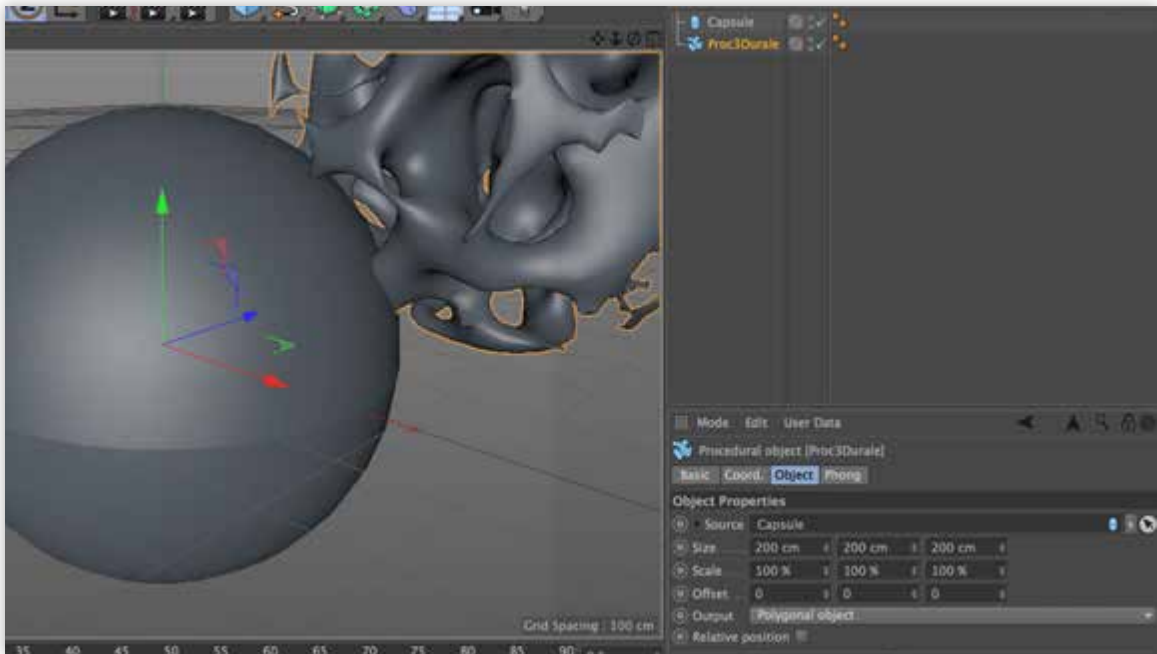 Capsule
Proc3Durale
Grid Spacing : 100 cm
35 40 45 50 55 60 65 70 75 80 85 90
Mode Edit User Data
Procedural object [Proc3Durale]
Basic Coord. Object Phong
Object Properties
Source Capsule
Size 200 cm 200 cm 200 cm
Scale 100 % 100 % 100 %
Offset 0 0 0
Output Polygonal object
Relative position